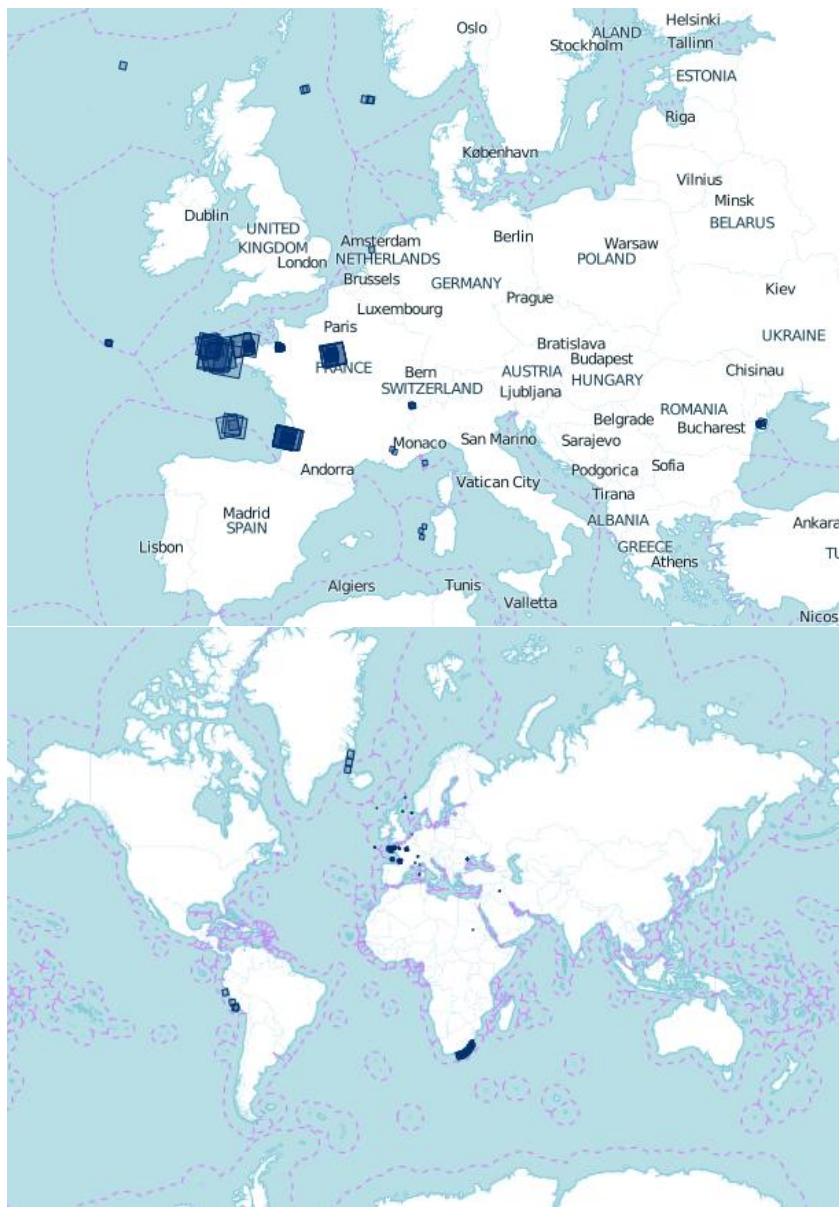 Helsinki
Oslo
ALAND
Stockholm
Tallinn
ESTONIA
Riga
København
Vilnius
Minsk
Dublin
BELARUS
UNITED
KINGDOM
Amsterdam
Berlin
Warsaw
London
NETHERLANDS
POLAND
Brussels
GERMANY
Kiev
Luxembourg
Prague
Paris
UKRAINE
Bratislava
Budapest
FRANCE
Bern
AUSTRIA
Chisinau
SWITZERLAND
HUNGARY
Ljubljana
ROMANIA
Belgrade
Bucharest
Monaco
San Marino
Sarajevo
Andorra
Sofia
Podgorica
Vatican City
Tirana
Madrid
SPAIN
ALBANIA
Ankara
Lisbon
GREECE
TU
Athens
Algiers
Tunis
Valletta
Nicos